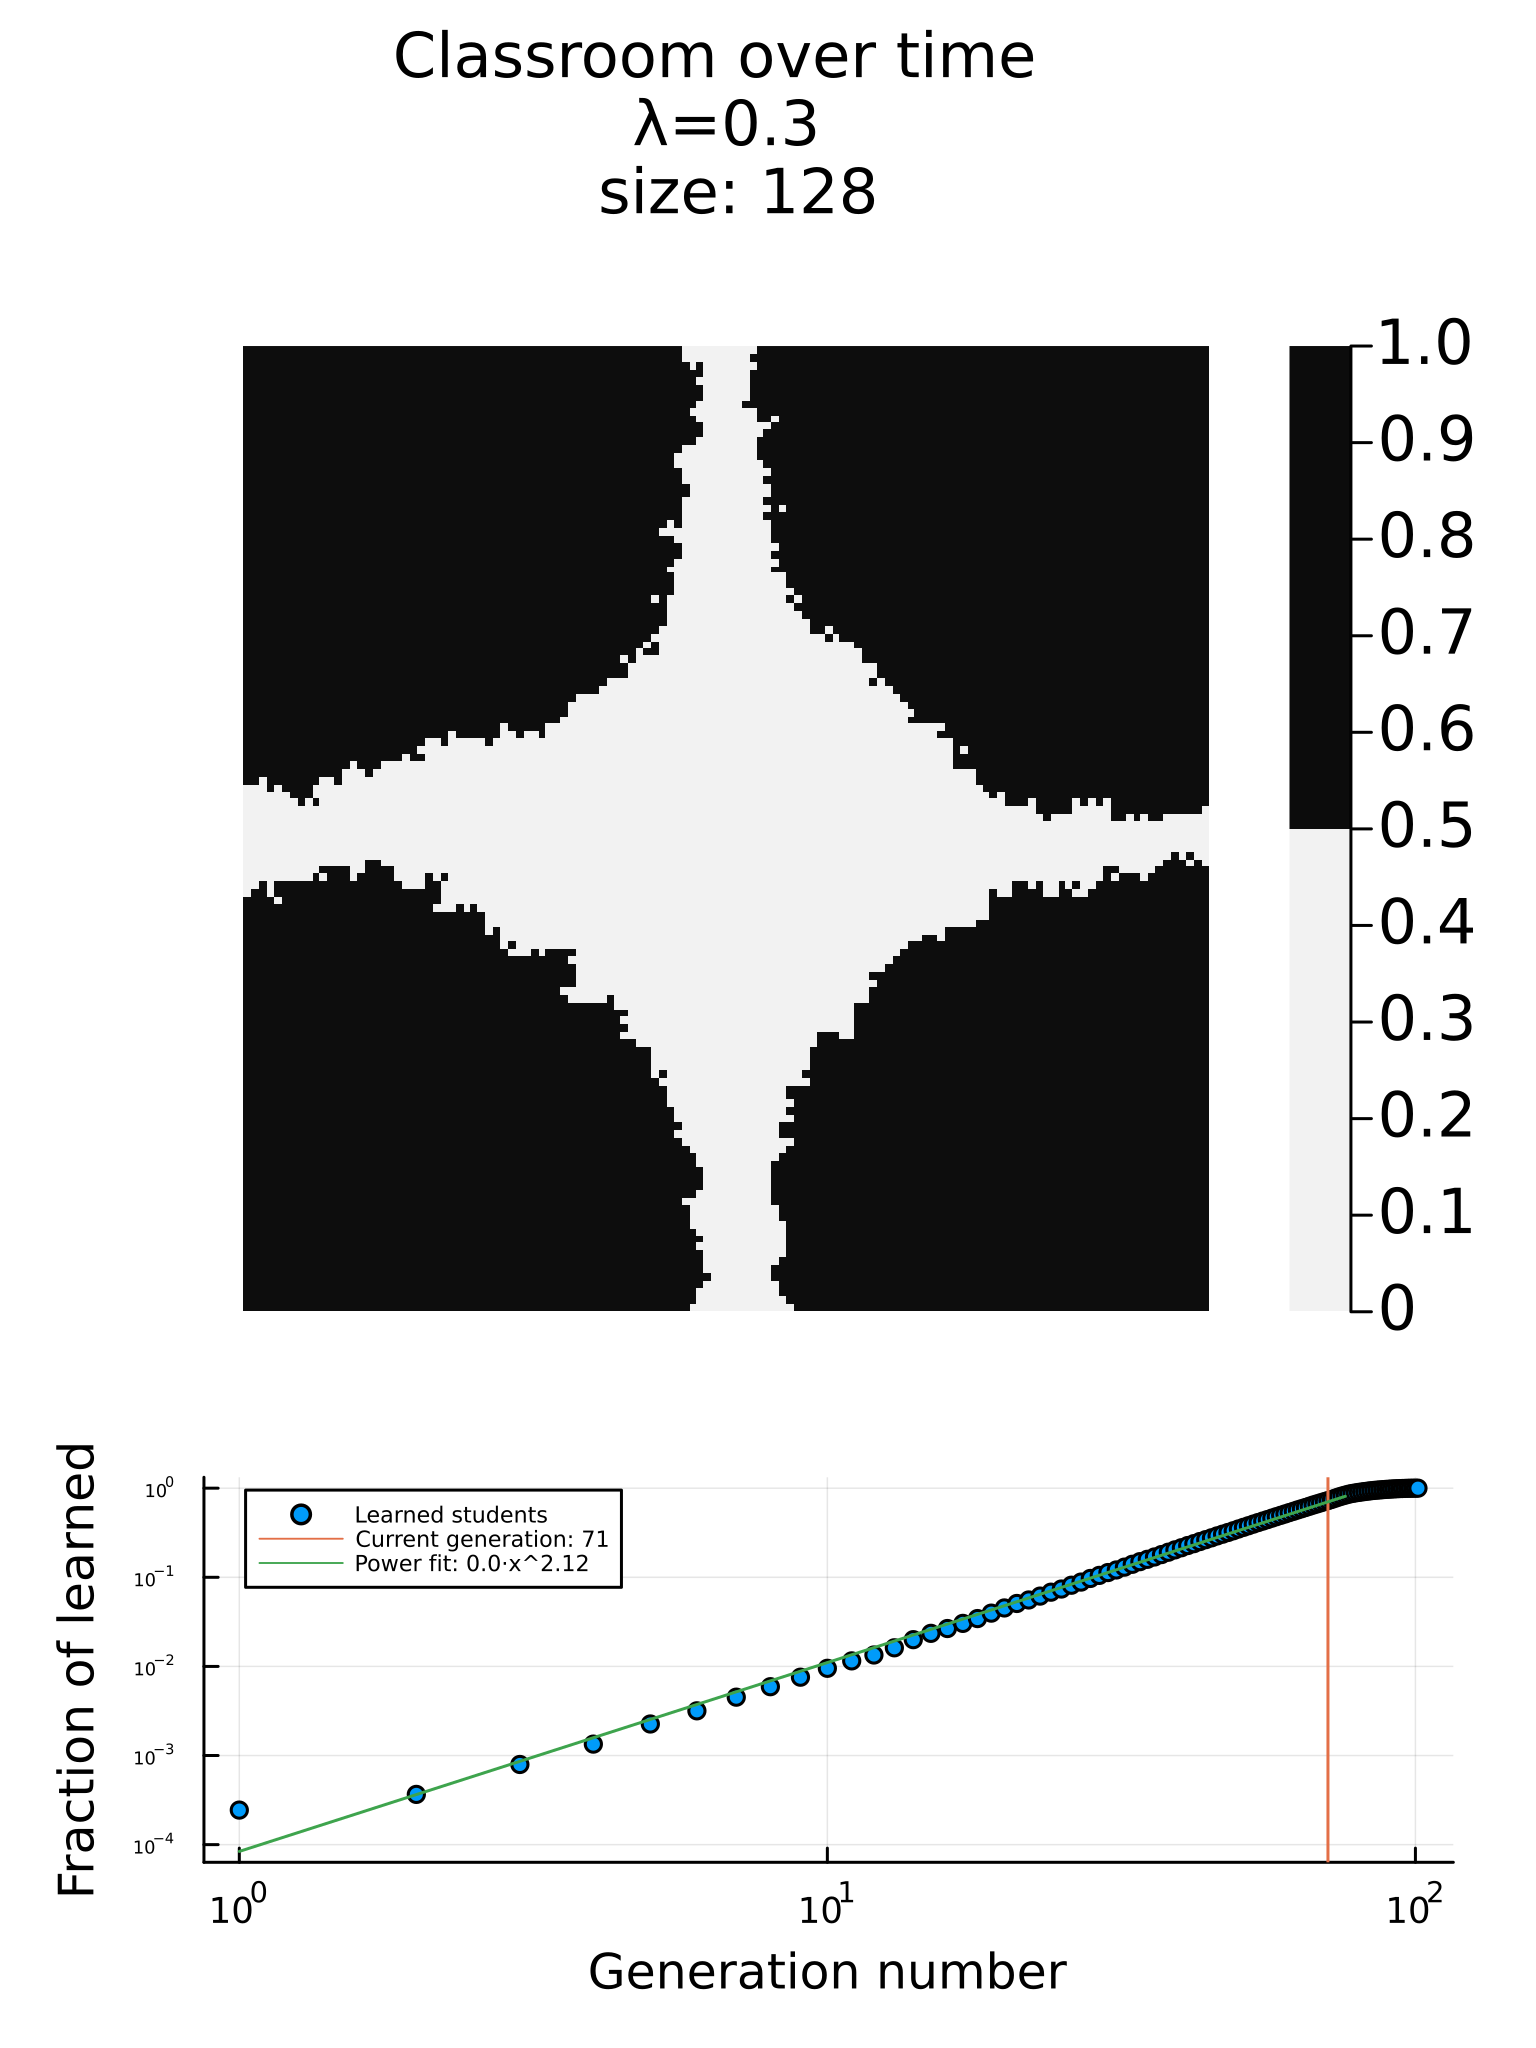 Classroom over time
λ=0.3
size: 128
1.0
0.9
0.8
0.7
0.6
0.5
0.4
0.3
0.2
0.1
0
Fraction of learned
10⁰
10⁻¹
10⁻²
10⁻³
10⁻⁴
Learned students
Current generation: 71
Power fit: 0.0·x^2.12
10⁰ 10¹ 10²
Generation number